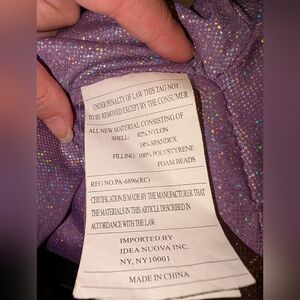 UNDER PENALTY OF LAW THIS TAG NOT
TO BE REMOVED EXCEPT BY THE CONSUMER
ALL NEW MATERIAL CONSISTING OF
SHELL: 82% NYLON
18% SPANDEX
FILLING: 100% POLYSTYRENE
FOAM BEADS
REG NO.PA-6896(RC)
CERTIFICATION IS MADE BY THE MANUFACTURER THAT
THE MATERIALS IN THIS ARTICLE DESCRIBED IN
ACCORDANCE WITH THE LAW.
IMPORTED BY
IDEA NUOVA INC.
NY, NY10001
MADE IN CHINA